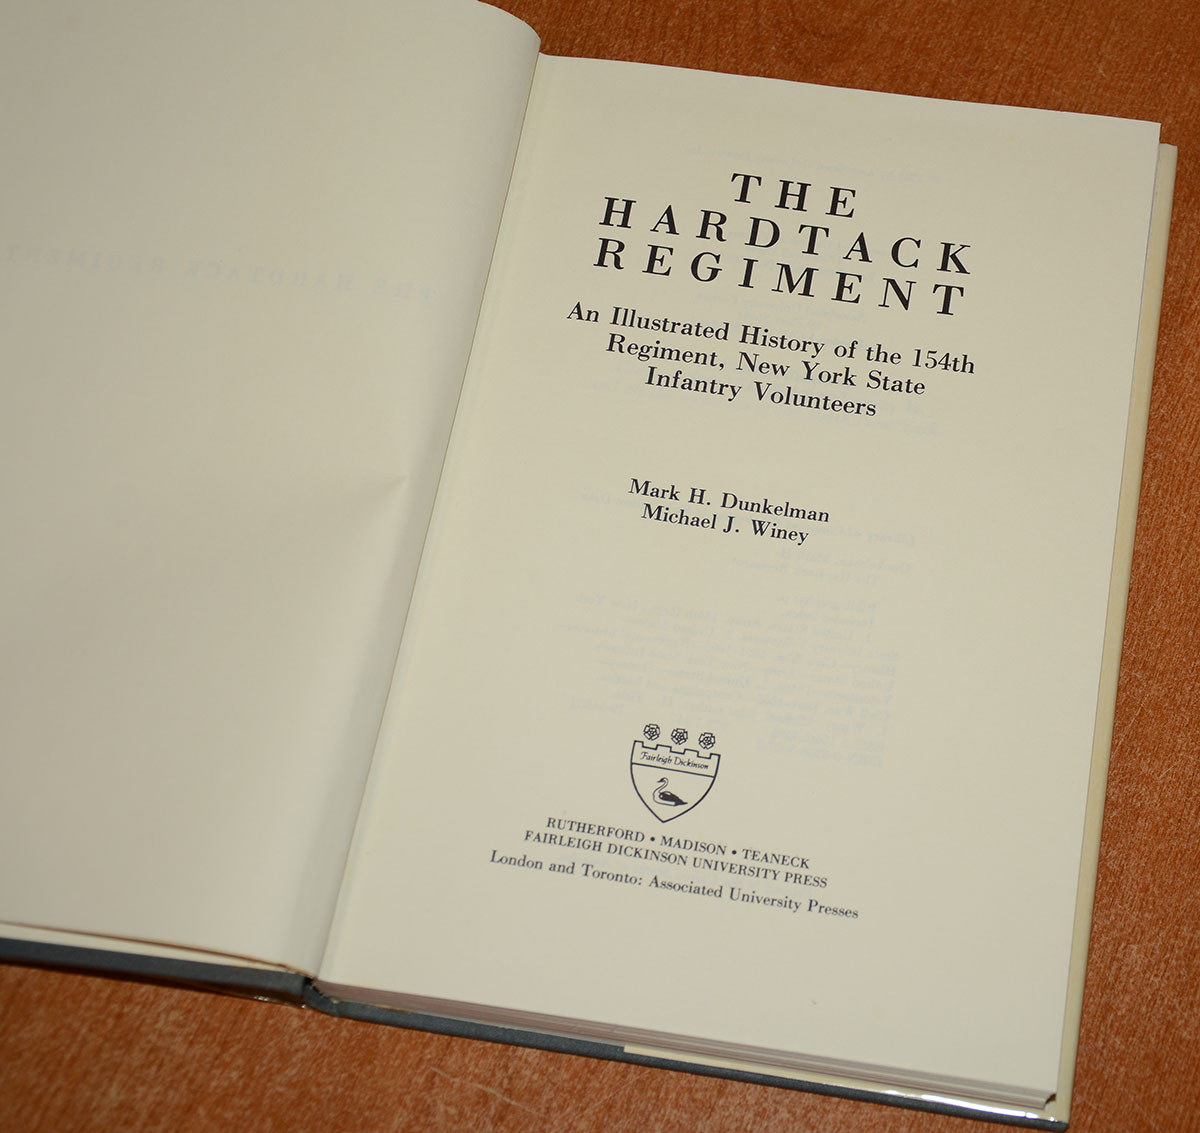 THE
HARDTACK
REGIMENT
An Illustrated History of the 154th
Regiment, New York State
Infantry Volunteers
Mark H. Dunkelman
Michael J. Winey
Fairleigh Dickinson
RUTHERFORD • MADISON • TEANECK
FAIRLEIGH DICKINSON UNIVERSITY PRESS
London and Toronto: Associated University Presses